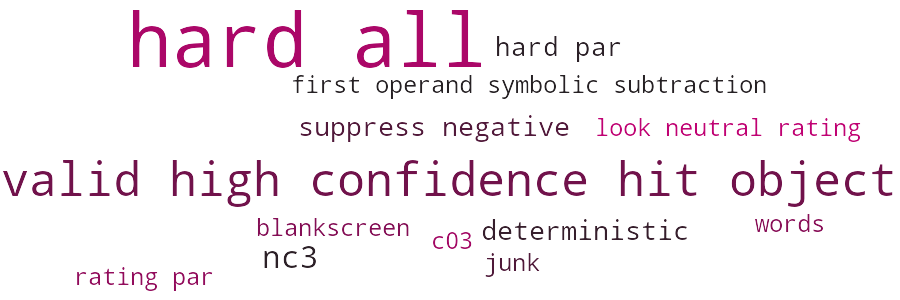 hard all
hard par
first operand symbolic subtraction
suppress negative
look neutral rating
valid high confidence hit object
blankscreen
c03
deterministic
words
nc3
junk
rating par